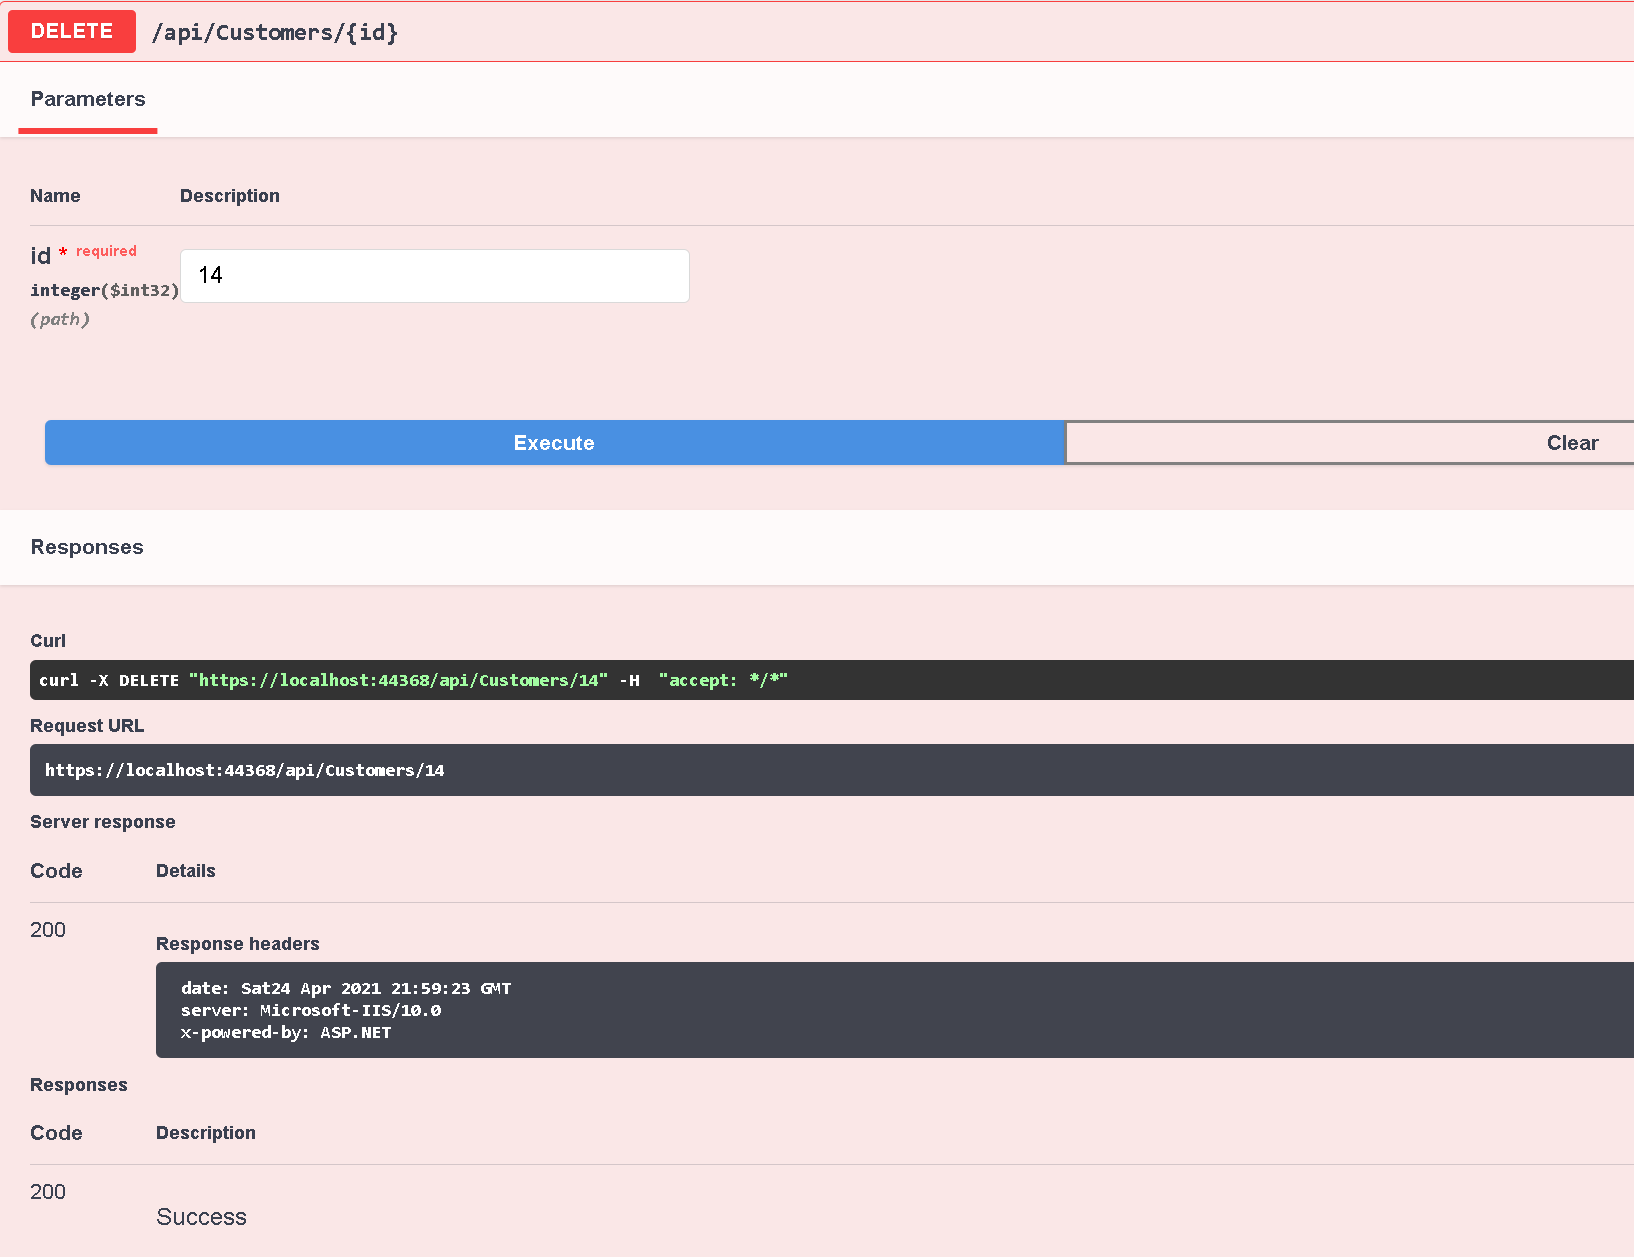 DELETE /api/Customers/{id}
Parameters
Name Description
id * required
14
integer($int32)
(path)
Execute Clear
Responses
Curl
curl -X DELETE "https://localhost:44368/api/Customers/14" -H  "accept: */*"
Request URL
https://localhost:44368/api/Customers/14
Server response
Code Details
200
Response headers
date: Sat24 Apr 2021 21:59:23 GMT
server: Microsoft-IIS/10.0
x-powered-by: ASP.NET
Responses
Code Description
200
Success